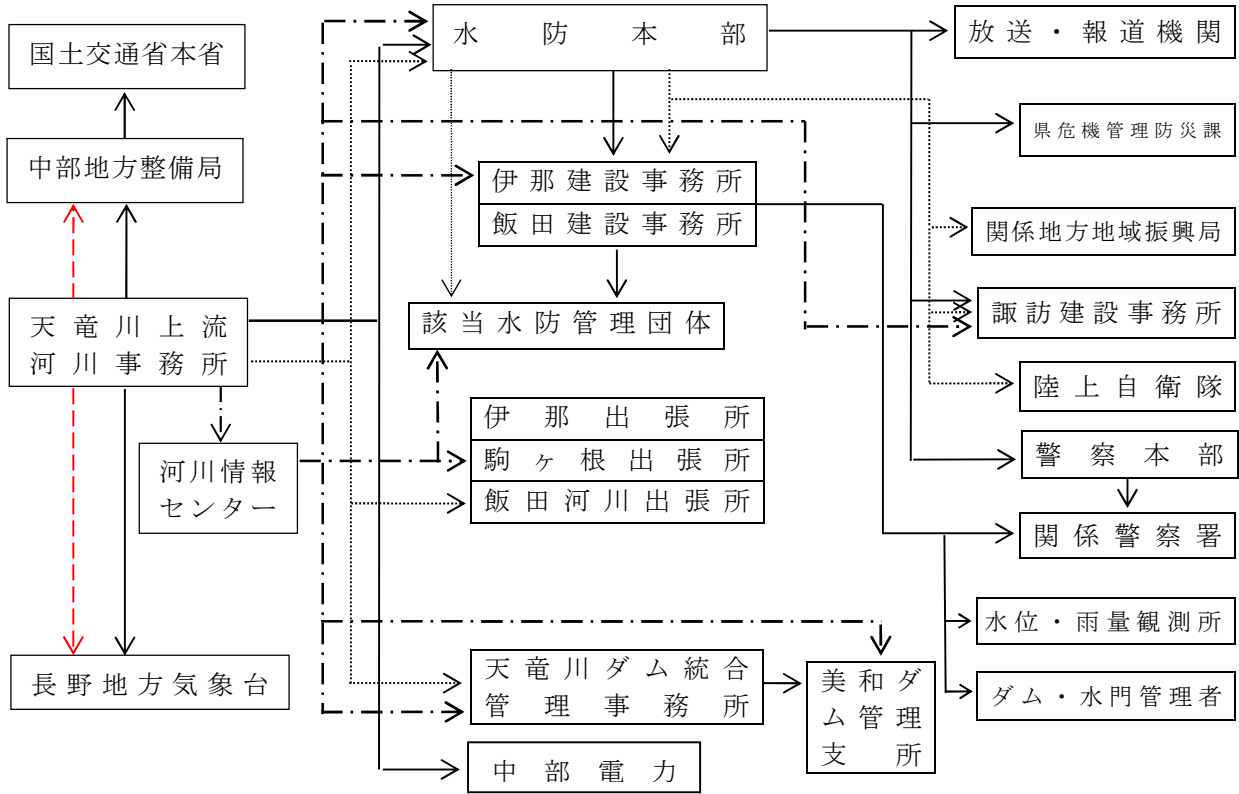 国土交通省本省
中部地方整備局
天竜川上流
河川事務所
河川情報
センター
長野地方気象台
水防本部
伊那建設事務所
飯田建設事務所
該当水防管理団体
伊那出張所
駒ヶ根出張所
飯田河川出張所
天竜川ダム統合
管理事務所
中部電力
美和ダ
ム管理
支所
放送・報道機関
県危機管理防災課
関係地方地域振興局
諏訪建設事務所
陸上自衛隊
警察本部
関係警察署
水位・雨量観測所
ダム・水門管理者